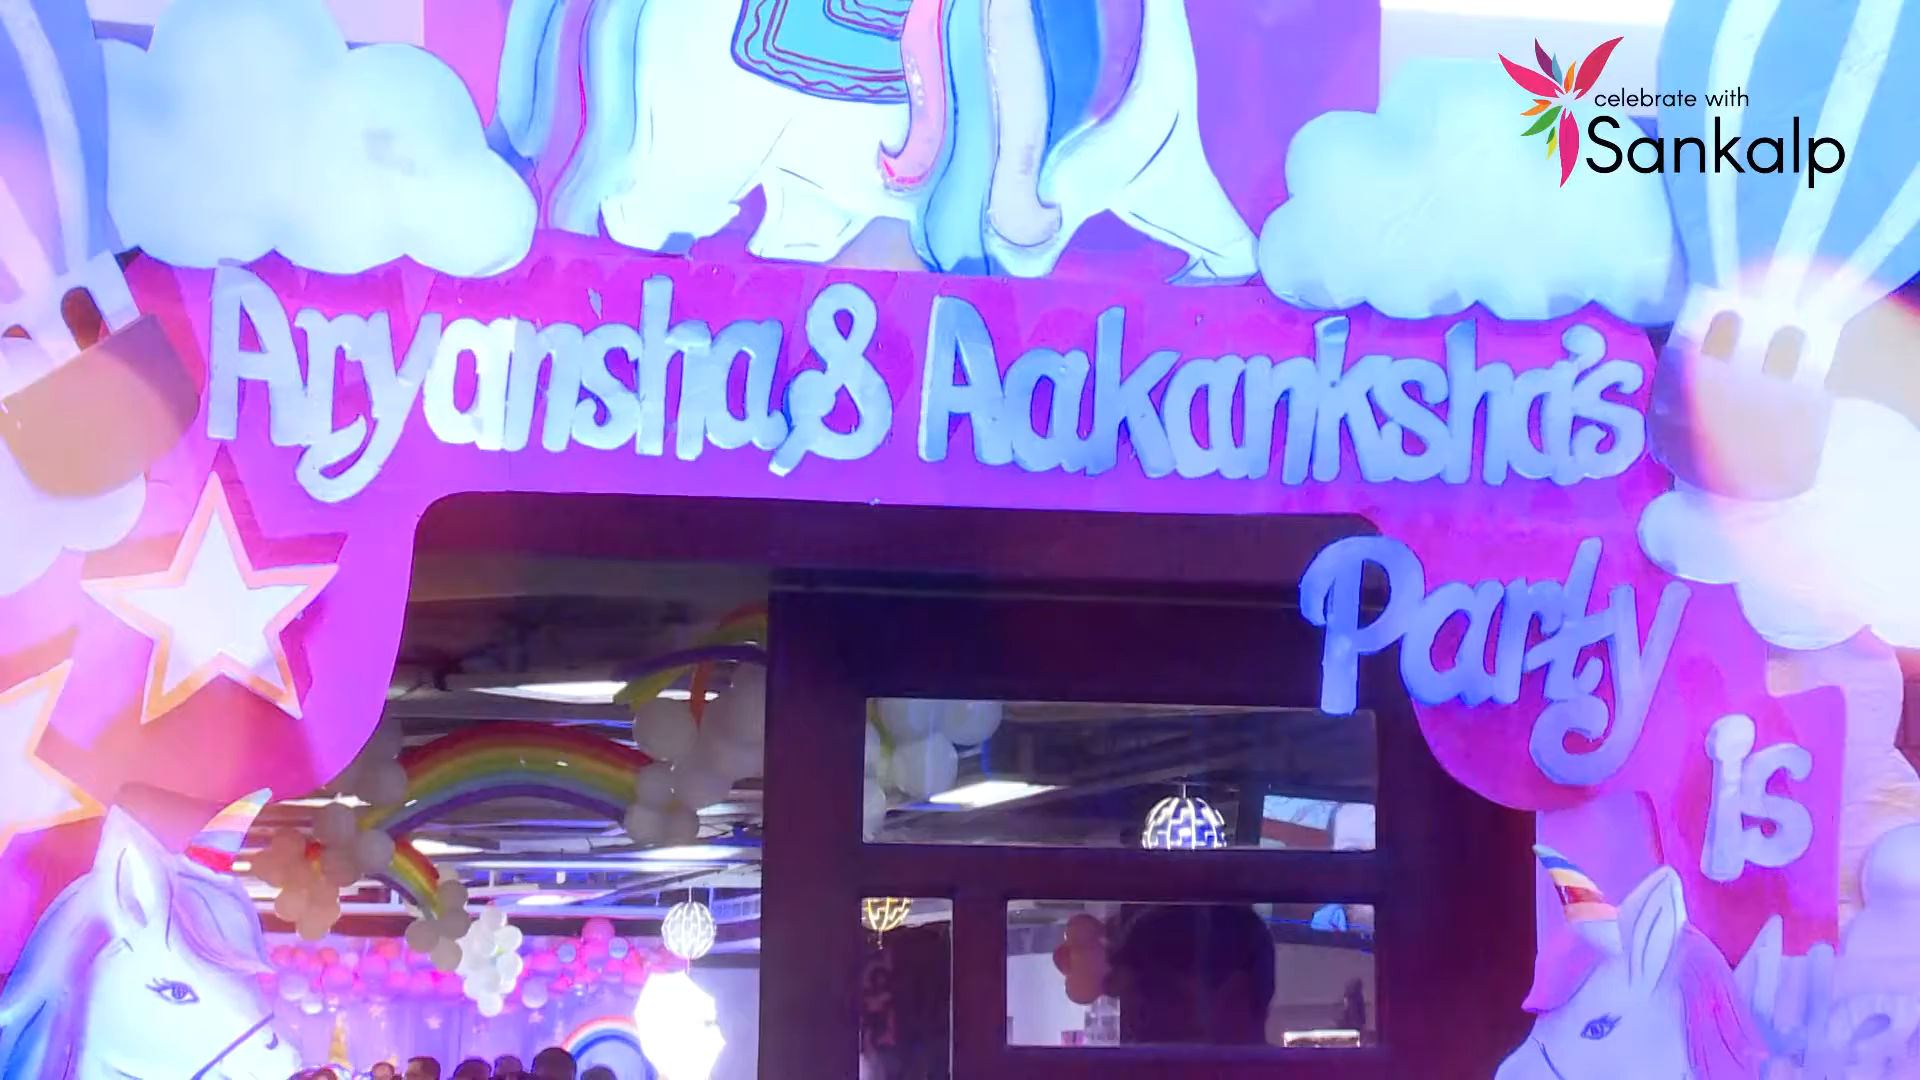 celebrate with
Sankalp
Aryansha & Aakanksha's
Party
is